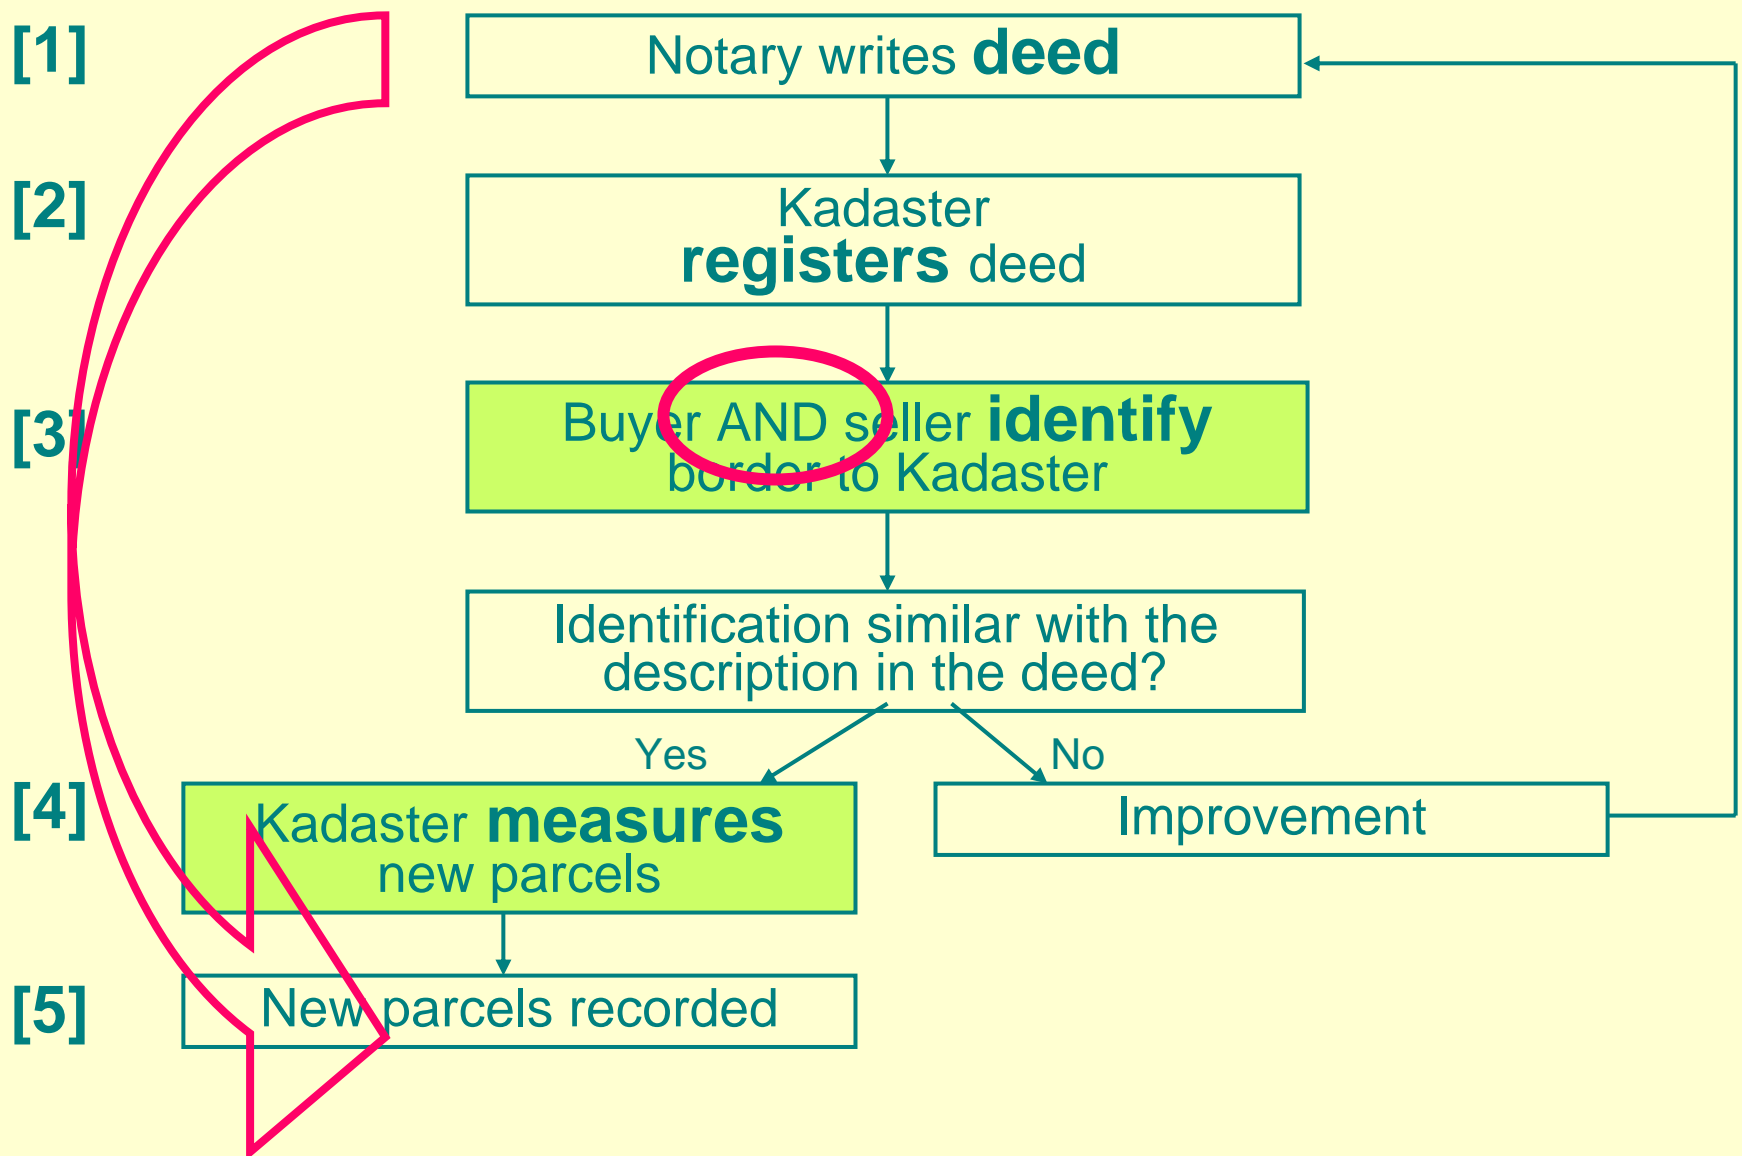 [1]
Notary writes deed
[2]
Kadaster
registers deed
[3]
Buyer AND seller identify
border to Kadaster
Identification similar with the
description in the deed?
Yes
No
[4]
Kadaster measures
new parcels
Improvement
[5]
New parcels recorded